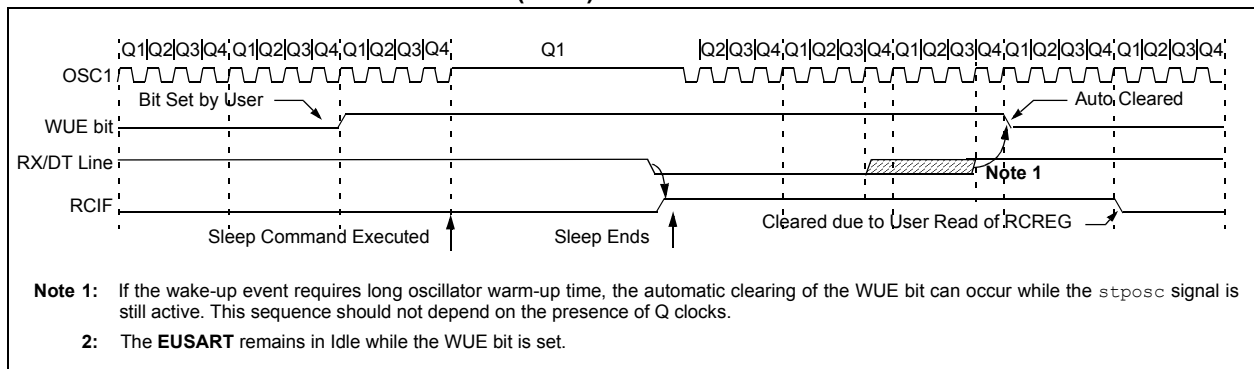 Q1 Q2 Q3 Q4 Q1 Q2 Q3 Q4 Q1 Q2 Q3 Q4 Q1 Q2 Q3 Q4 Q1 Q2 Q3 Q4 Q1 Q2 Q3 Q4 Q1 Q2 Q3 Q4 Q1 Q2 Q3 Q4
OSC1
Bit Set by User
Auto Cleared
WUE bit
RX/DT Line
Note 1
RCIF
Cleared due to User Read of RCREG
Sleep Command Executed
Sleep Ends
Note 1: If the wake-up event requires long oscillator warm-up time, the automatic clearing of the WUE bit can occur while the stposc signal is
still active. This sequence should not depend on the presence of Q clocks.
2: The EUSART remains in Idle while the WUE bit is set.